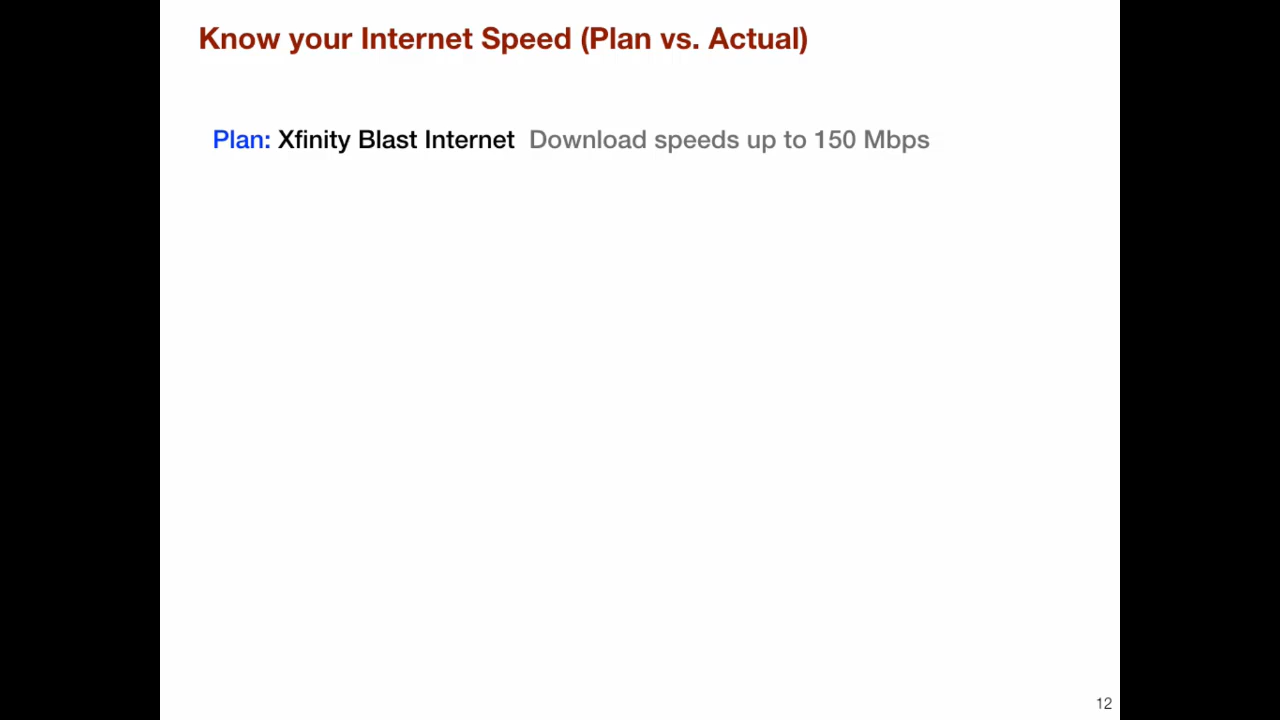 Know your Internet Speed (Plan vs. Actual)
Plan: Xfinity Blast Internet Download speeds up to 150 Mbps
12